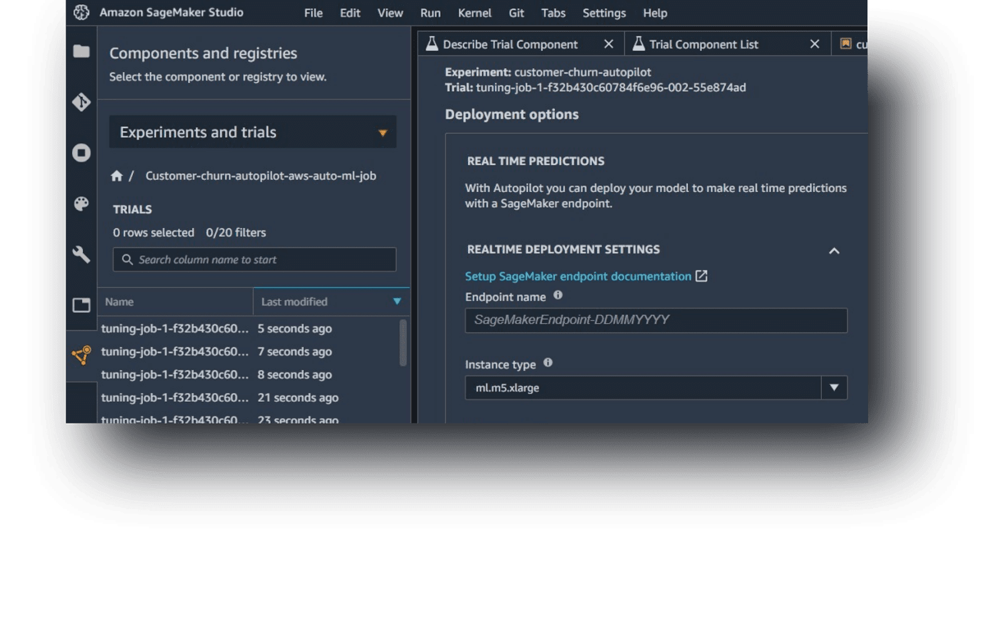 Amazon SageMaker Studio File Edit View Run Kernel Git Tabs Settings Help
Components and registries
Select the component or registry to view.
Experiments and trials
/ Customer-churn-autopilot-aws-auto-ml-job
TRIALS
0 rows selected 0/20 filters
Search column name to start
Name Last modified
tuning-job-1-f32b430c60... 5 seconds ago
tuning-job-1-f32b430c60... 7 seconds ago
tuning-job-1-f32b430c60... 8 seconds ago
tuning-job-1-f32b430c60... 21 seconds ago
tuning-job-1-f32b430c60... 23 seconds ago
Describe Trial Component Trial Component List cu
Experiment: customer-churn-autopilot
Trial: tuning-job-1-f32b430c60784f6e96-002-55e874ad
Deployment options
REAL TIME PREDICTIONS
With Autopilot you can deploy your model to make real time predictions
with a SageMaker endpoint.
REALTIME DEPLOYMENT SETTINGS
Setup SageMaker endpoint documentation
Endpoint name
SageMakerEndpoint-DDMMYYYY
Instance type
ml.m5.xlarge